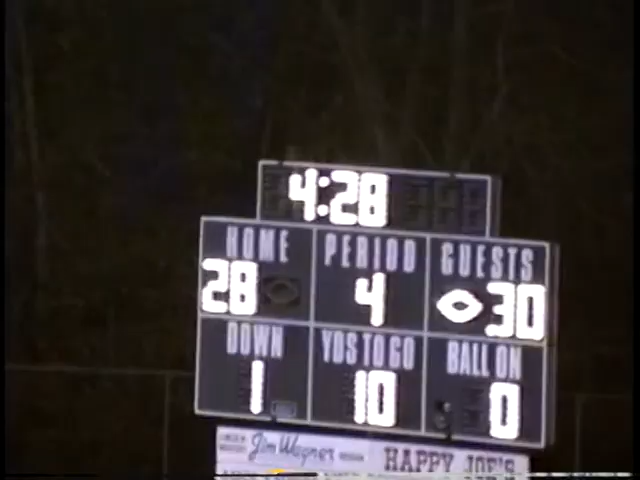 4:28
HOME PERIOD GUESTS
28 4 30
DOWN YDS TO GO BALL ON
1 10 0
Jim Wagner HAPPY JOE'S